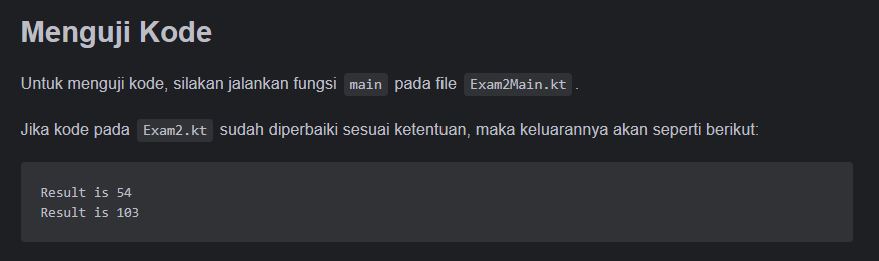 Menguji Kode
Untuk menguji kode, silakan jalankan fungsi main pada file Exam2Main.kt.
Jika kode pada Exam2.kt sudah diperbaiki sesuai ketentuan, maka keluarannya akan seperti berikut:
Result is 54
Result is 103